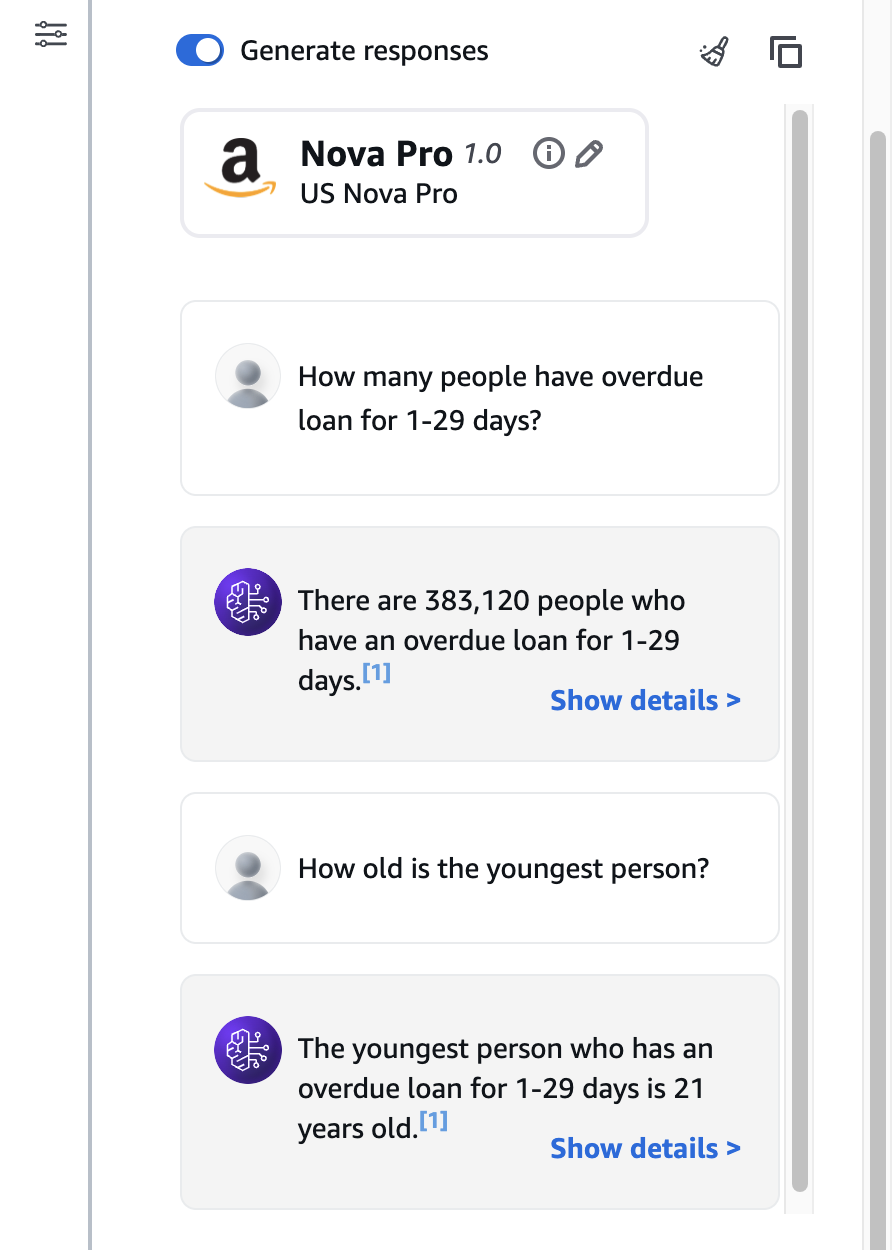 Generate responses
Nova Pro 1.0
US Nova Pro
How many people have overdue
loan for 1-29 days?
There are 383,120 people who
have an overdue loan for 1-29
days.[1]
Show details >
How old is the youngest person?
The youngest person who has an
overdue loan for 1-29 days is 21
years old.[1]
Show details >